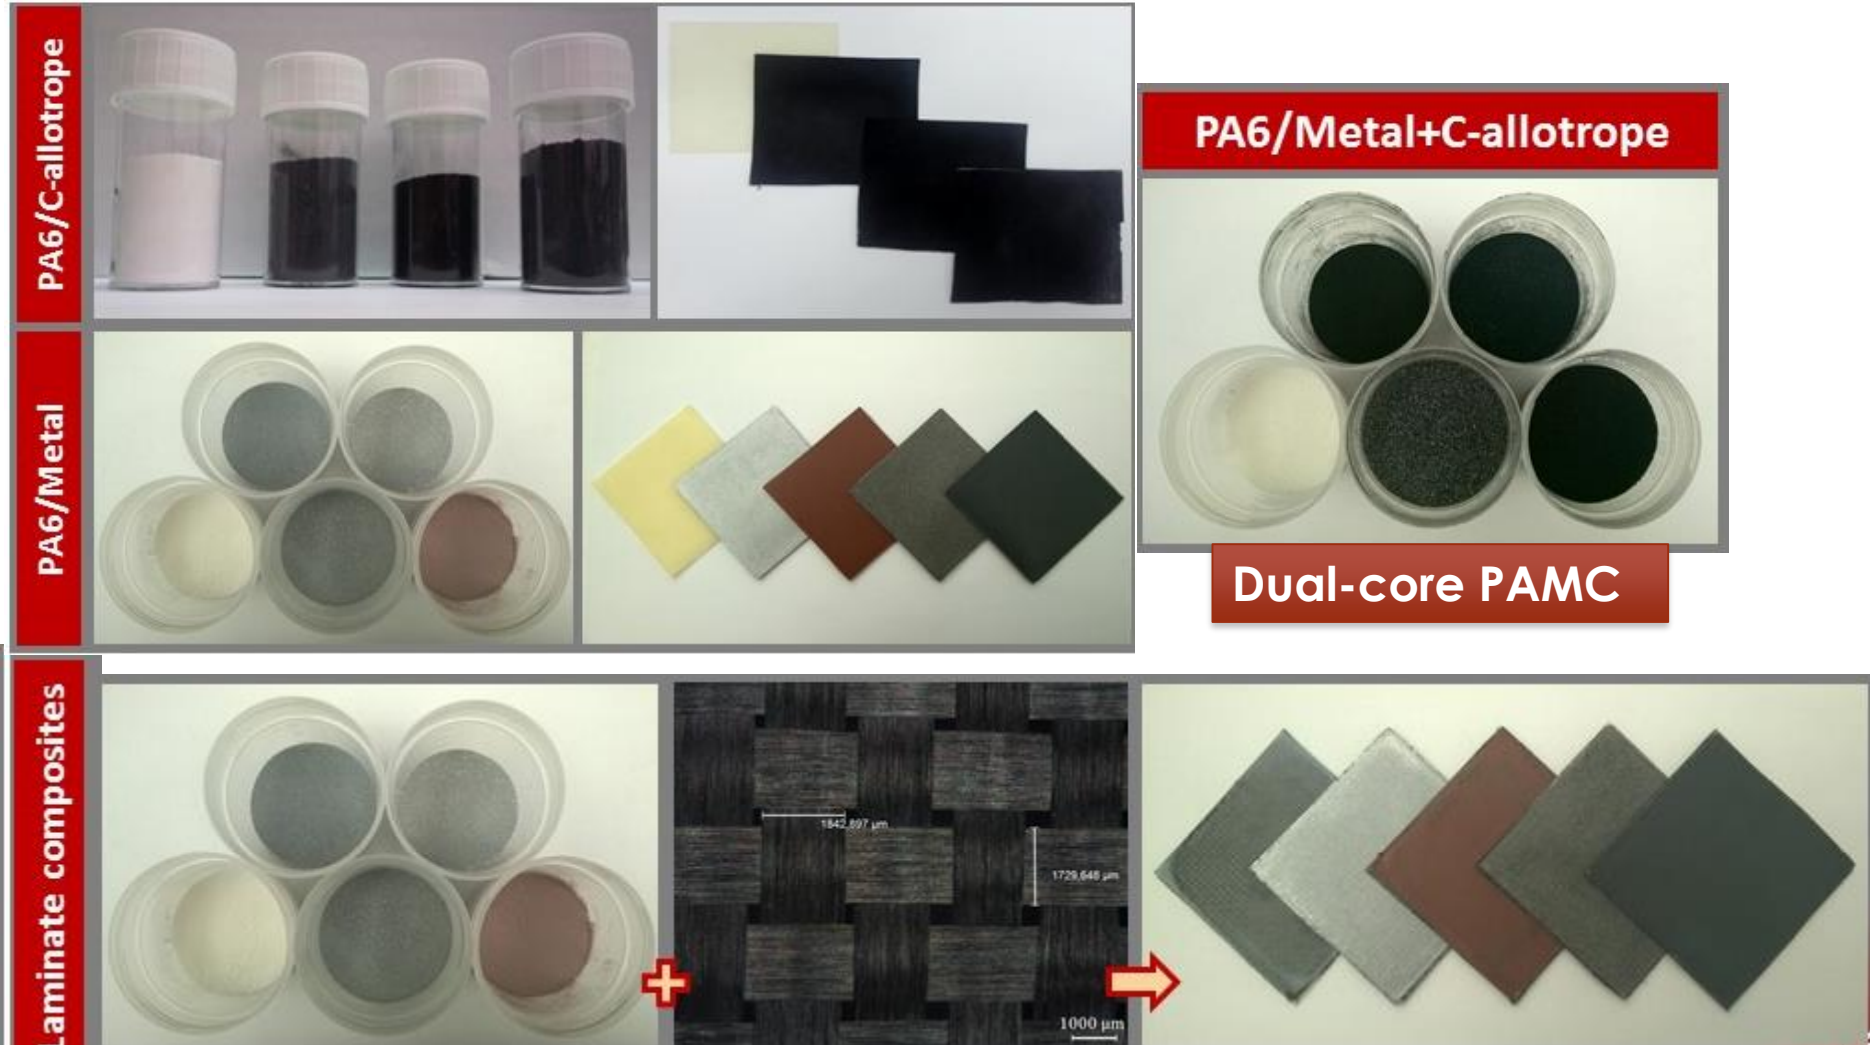 PA6/C-allotrope
PA6/Metal+C-allotrope
PA6/Metal
Dual-core PAMC
Laminate composites
1842,897 µm
1729,648 µm
1000 µm